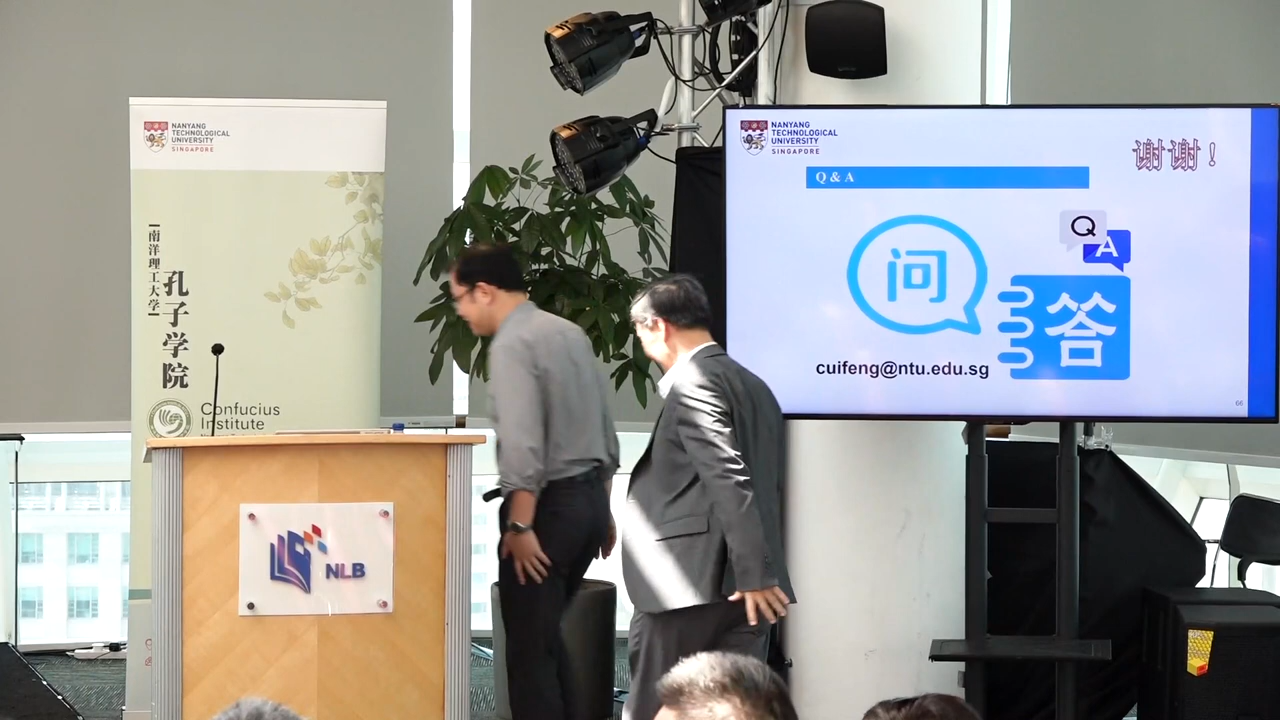 NANYANG
TECHNOLOGICAL
UNIVERSITY
SINGAPORE
南洋理工大学
孔子学院
Confucius
Institute
NLB
NANYANG
TECHNOLOGICAL
UNIVERSITY
SINGAPORE
谢谢！
Q & A
Q
A
问
答
cuifeng@ntu.edu.sg
66